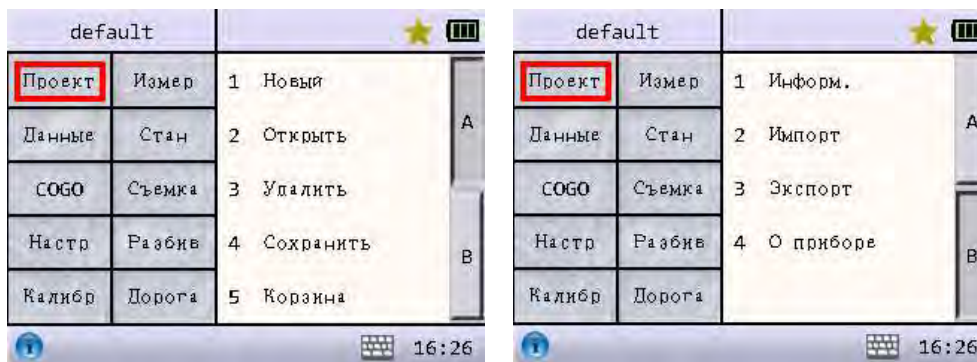 default
Проект Измер
Данные Стан
COGO Съемка
Настр Разбив
Калибр Дорога
1 Новый
2 Открыть
3 Удалить
4 Сохранить
5 Корзина
A
B
16:26
default
Проект Измер
Данные Стан
COGO Съемка
Настр Разбив
Калибр Дорога
1 Информ.
2 Импорт
3 Экспорт
4 О приборе
A
B
16:26